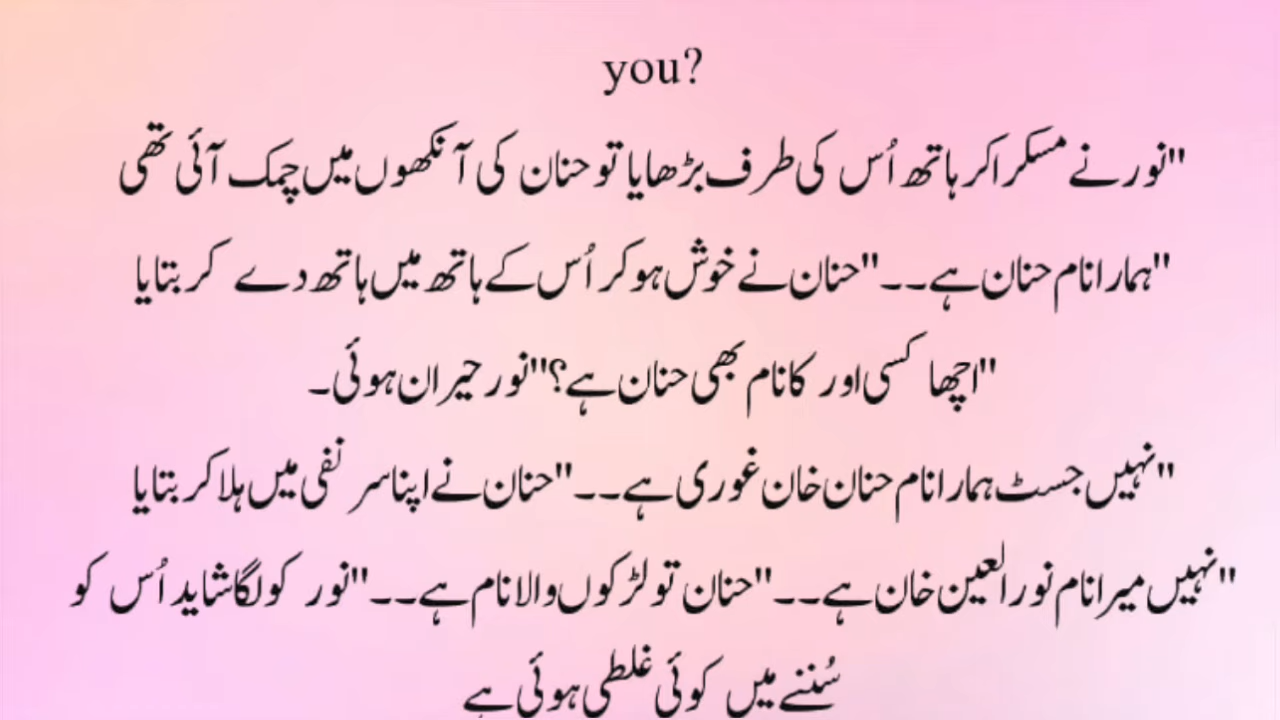 you?
"نور نے مسکرا کر ہاتھ اُس کی طرف بڑھایا تو حنان کی آنکھوں میں چمک آئی تھی
"ہمارا نام حنان ہے۔۔"حنان نے خوش ہو کر اُس کے ہاتھ میں ہاتھ دے کر بتایا
"اچھا کسی اور کا نام بھی حنان ہے؟"نور حیران ہوئی۔
"نہیں جسٹ ہمارا نام حنان خان غوری ہے۔۔"حنان نے اپنا سر نفی میں ہلا کر بتایا
"نہیں میرا نام نورالعین خان ہے۔۔"حنان تو لڑکوں والا نام ہے۔۔"نور کو لگا شاید اُس کو
سُننے میں کوئی غلطی ہوئی ہے